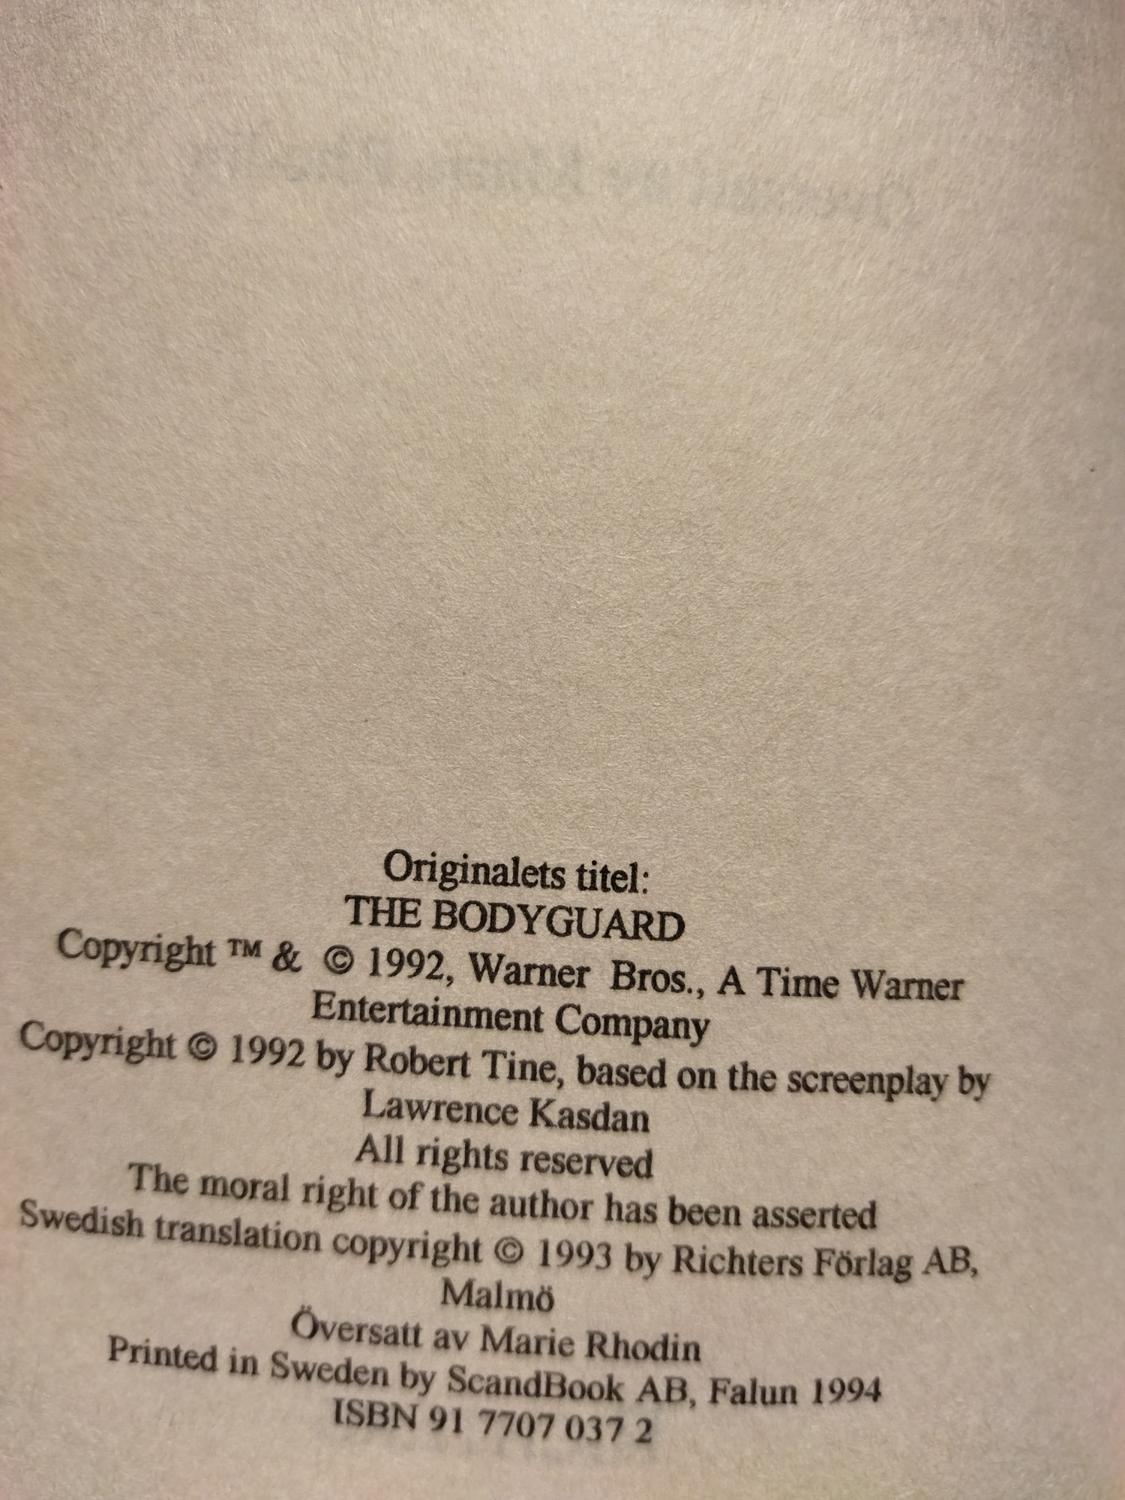 Originalets titel:
THE BODYGUARD
Copyright ™ & © 1992, Warner Bros., A Time Warner
Entertainment Company
Copyright © 1992 by Robert Tine, based on the screenplay by
Lawrence Kasdan
All rights reserved
The moral right of the author has been asserted
Swedish translation copyright © 1993 by Richters Förlag AB,
Malmö
Översatt av Marie Rhodin
Printed in Sweden by ScandBook AB, Falun 1994
ISBN 91 7707 037 2